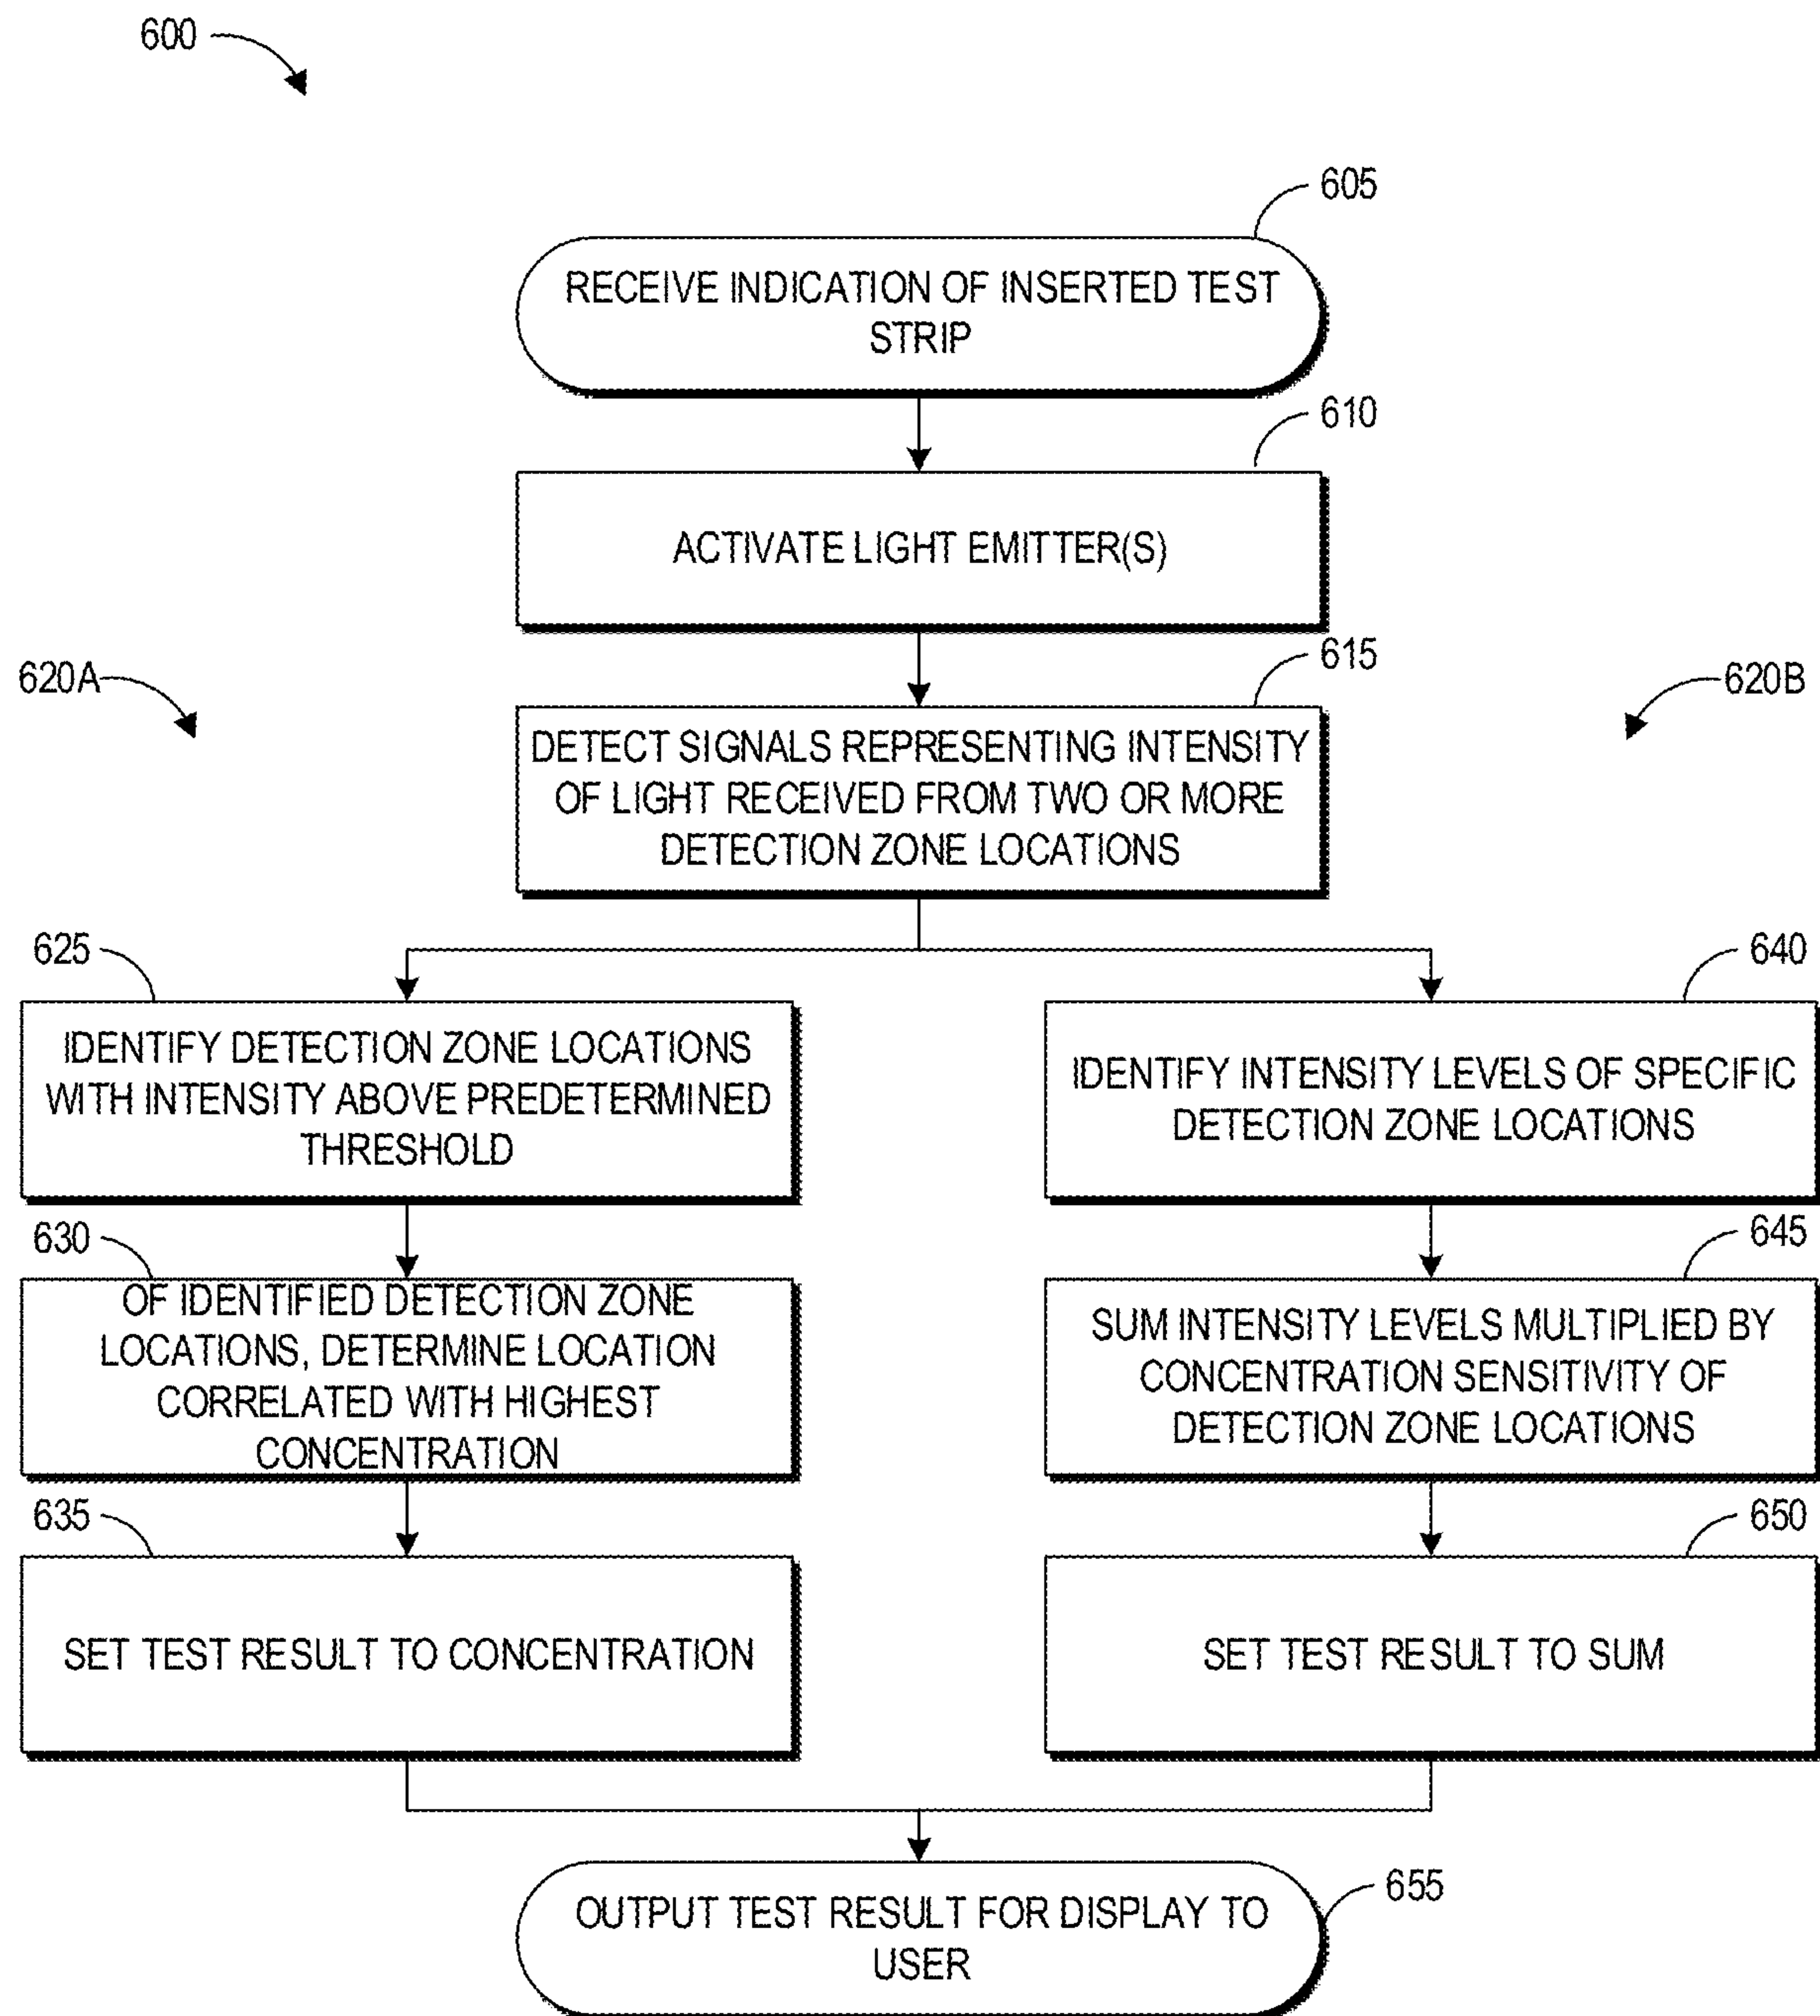 600
605
RECEIVE INDICATION OF INSERTED TEST
STRIP
610
ACTIVATE LIGHT EMITTER(S)
615
620A
620B
DETECT SIGNALS REPRESENTING INTENSITY
OF LIGHT RECEIVED FROM TWO OR MORE
DETECTION ZONE LOCATIONS
625
IDENTIFY DETECTION ZONE LOCATIONS
WITH INTENSITY ABOVE PREDETERMINED
THRESHOLD
630
OF IDENTIFIED DETECTION ZONE
LOCATIONS, DETERMINE LOCATION
CORRELATED WITH HIGHEST
CONCENTRATION
635
SET TEST RESULT TO CONCENTRATION
640
IDENTIFY INTENSITY LEVELS OF SPECIFIC
DETECTION ZONE LOCATIONS
645
SUM INTENSITY LEVELS MULTIPLIED BY
CONCENTRATION SENSITIVITY OF
DETECTION ZONE LOCATIONS
650
SET TEST RESULT TO SUM
655
OUTPUT TEST RESULT FOR DISPLAY TO
USER